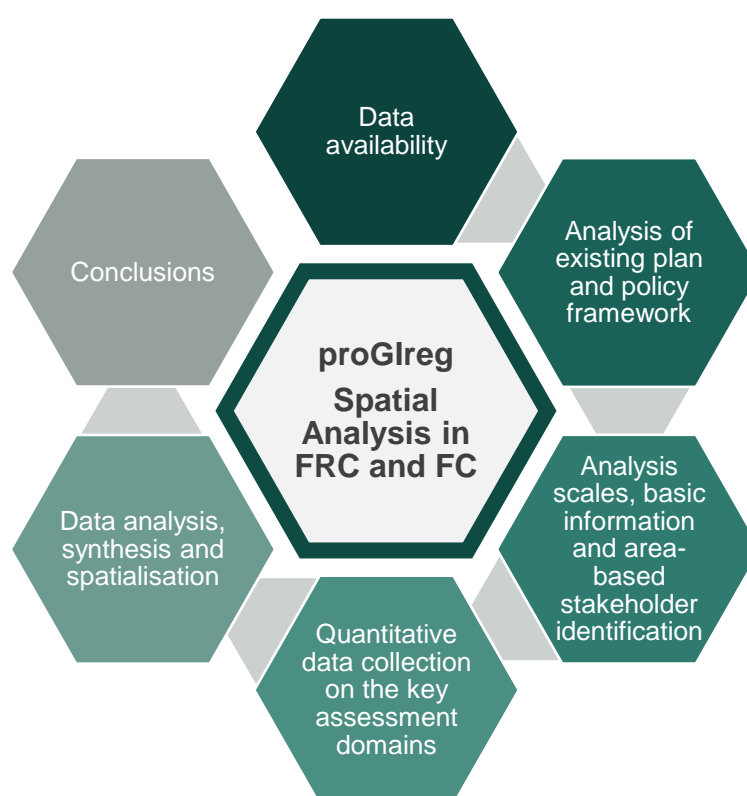 Data
availability
Analysis of
existing plan
and policy
framework
Analysis
scales, basic
information
and area-
based
stakeholder
identification
Quantitative
data collection
on the key
assessment
domains
Data analysis,
synthesis and
spatialisation
Conclusions
proGIreg
Spatial
Analysis in
FRC and FC